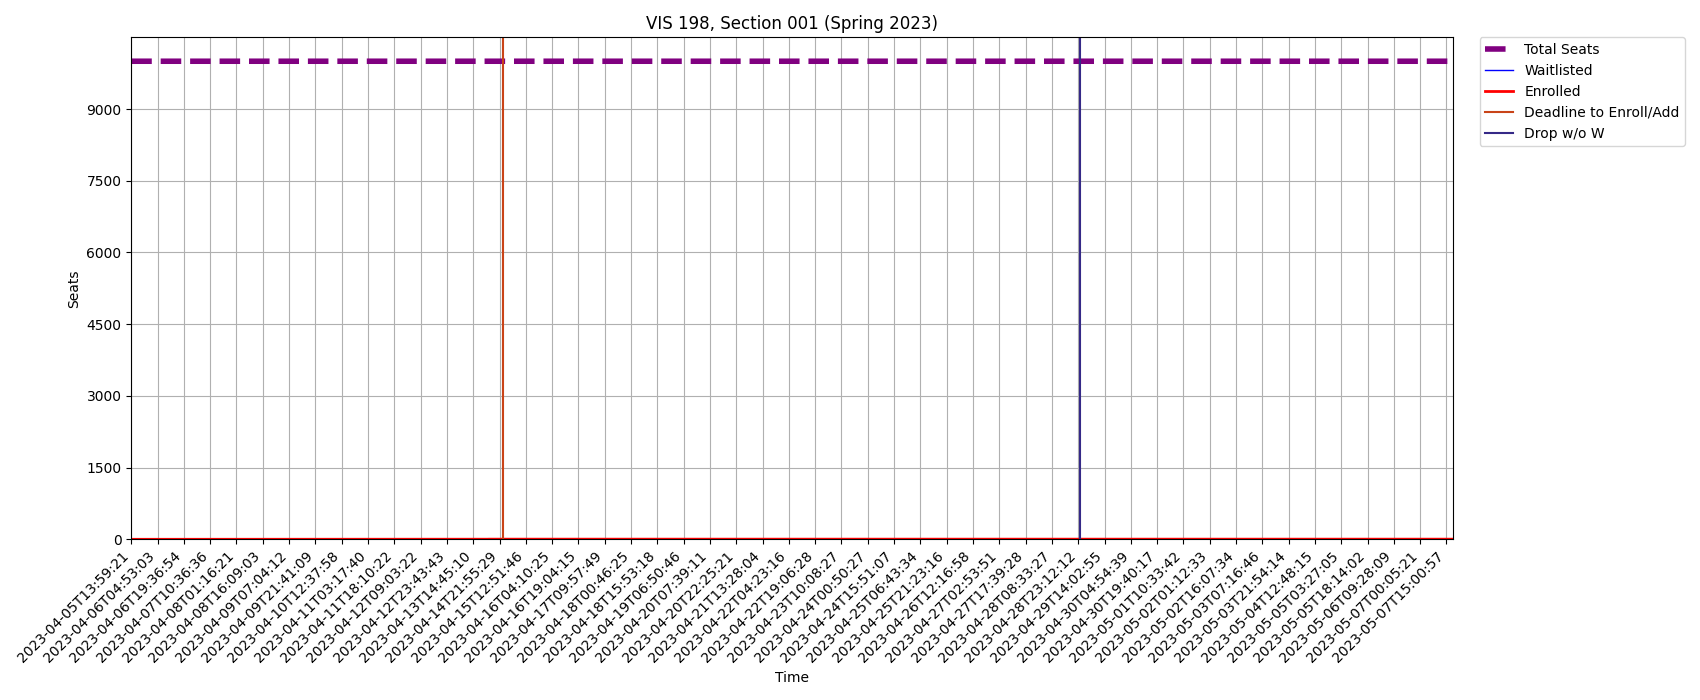 VIS 198, Section 001 (Spring 2023)
Total Seats
Waitlisted
Enrolled
Deadline to Enroll/Add
Drop w/o W
Seats
9000
7500
6000
4500
3000
1500
0
2023-04-05T13:59:21
2023-04-06T04:53:03
2023-04-06T19:36:54
2023-04-07T10:36:36
2023-04-08T01:16:21
2023-04-08T16:09:03
2023-04-09T07:04:12
2023-04-09T21:41:09
2023-04-10T12:37:58
2023-04-11T03:17:40
2023-04-11T18:10:22
2023-04-12T09:03:22
2023-04-12T23:43:43
2023-04-13T14:45:10
2023-04-14T21:55:29
2023-04-15T12:51:46
2023-04-16T04:10:25
2023-04-16T19:04:15
2023-04-17T09:57:49
2023-04-18T00:46:25
2023-04-18T15:53:18
2023-04-19T06:50:46
2023-04-20T07:39:11
2023-04-20T22:25:21
2023-04-21T13:28:04
2023-04-22T04:23:16
2023-04-22T19:06:28
2023-04-23T10:08:27
2023-04-24T00:50:27
2023-04-24T15:51:07
2023-04-25T06:43:34
2023-04-25T21:23:16
2023-04-26T12:16:58
2023-04-27T02:53:51
2023-04-27T17:39:28
2023-04-28T08:33:27
2023-04-28T23:12:12
2023-04-29T14:02:55
2023-04-30T04:54:39
2023-04-30T19:40:17
2023-05-01T10:33:42
2023-05-02T01:12:33
2023-05-02T16:07:34
2023-05-03T07:16:46
2023-05-03T21:54:14
2023-05-04T12:48:15
2023-05-05T03:27:05
2023-05-05T18:14:02
2023-05-06T09:28:09
2023-05-07T00:05:21
2023-05-07T15:00:57
Time